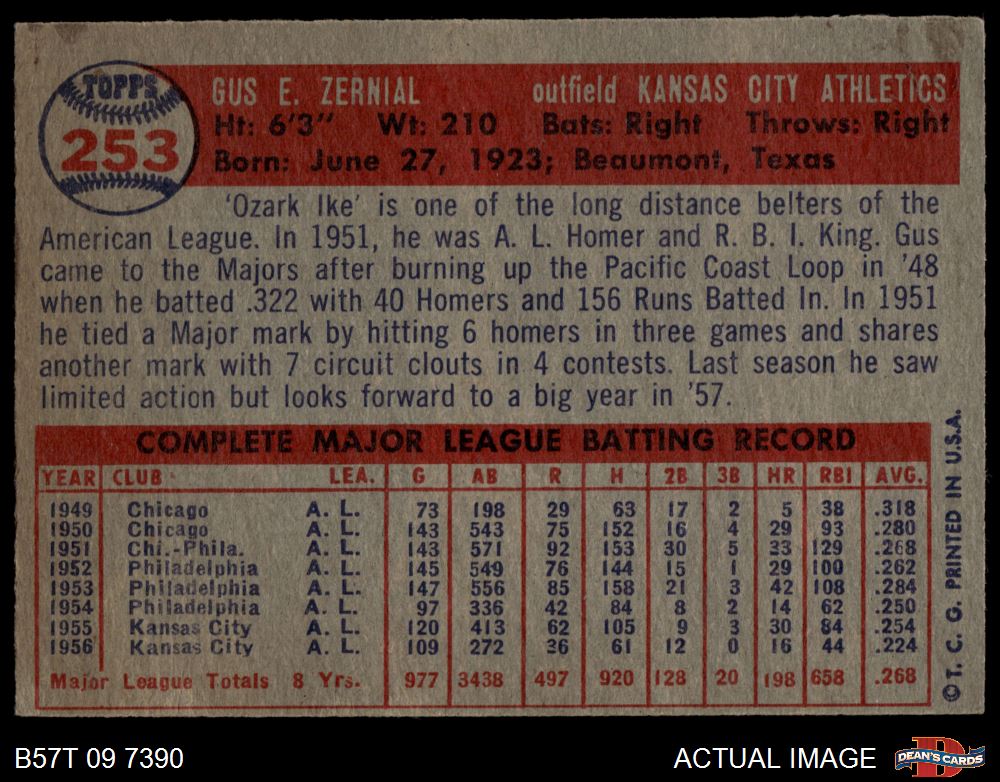 TOPPS
253
GUS E. ZERNIAL outfield KANSAS CITY ATHLETICS
Ht: 6'3" Wt: 210 Bats: Right Throws: Right
Born: June 27, 1923; Beaumont, Texas
'Ozark Ike' is one of the long distance belters of the
American League. In 1951, he was A. L. Homer and R. B. I. King. Gus
came to the Majors after burning up the Pacific Coast Loop in '48
when he batted .322 with 40 Homers and 156 Runs Batted In. In 1951
he tied a Major mark by hitting 6 homers in three games and shares
another mark with 7 circuit clouts in 4 contests. Last season he saw
limited action but looks forward to a big year in '57.
COMPLETE MAJOR LEAGUE BATTING RECORD
YEAR CLUB LEA. G AB R H 2B 3B HR RBI AVG.
1949 Chicago A. L. 73 198 29 63 17 2 5 38 .318
1950 Chicago A. L. 143 543 75 152 16 4 29 93 .280
1951 Chi.-Phila. A. L. 143 571 92 153 30 5 33 129 .268
1952 Philadelphia A. L. 145 549 76 144 15 1 29 100 .262
1953 Philadelphia A. L. 147 556 85 158 21 3 42 108 .284
1954 Philadelphia A. L. 97 336 42 84 8 2 14 62 .250
1955 Kansas City A. L. 120 413 62 105 9 3 30 84 .254
1956 Kansas City A. L. 109 272 36 61 12 0 16 44 .224
Major League Totals 8 Yrs. 977 3438 497 920 128 20 198 658 .268
© T. C. G. PRINTED IN U.S.A.
B57T 09 7390
ACTUAL IMAGE
D
DEAN'S CARDS